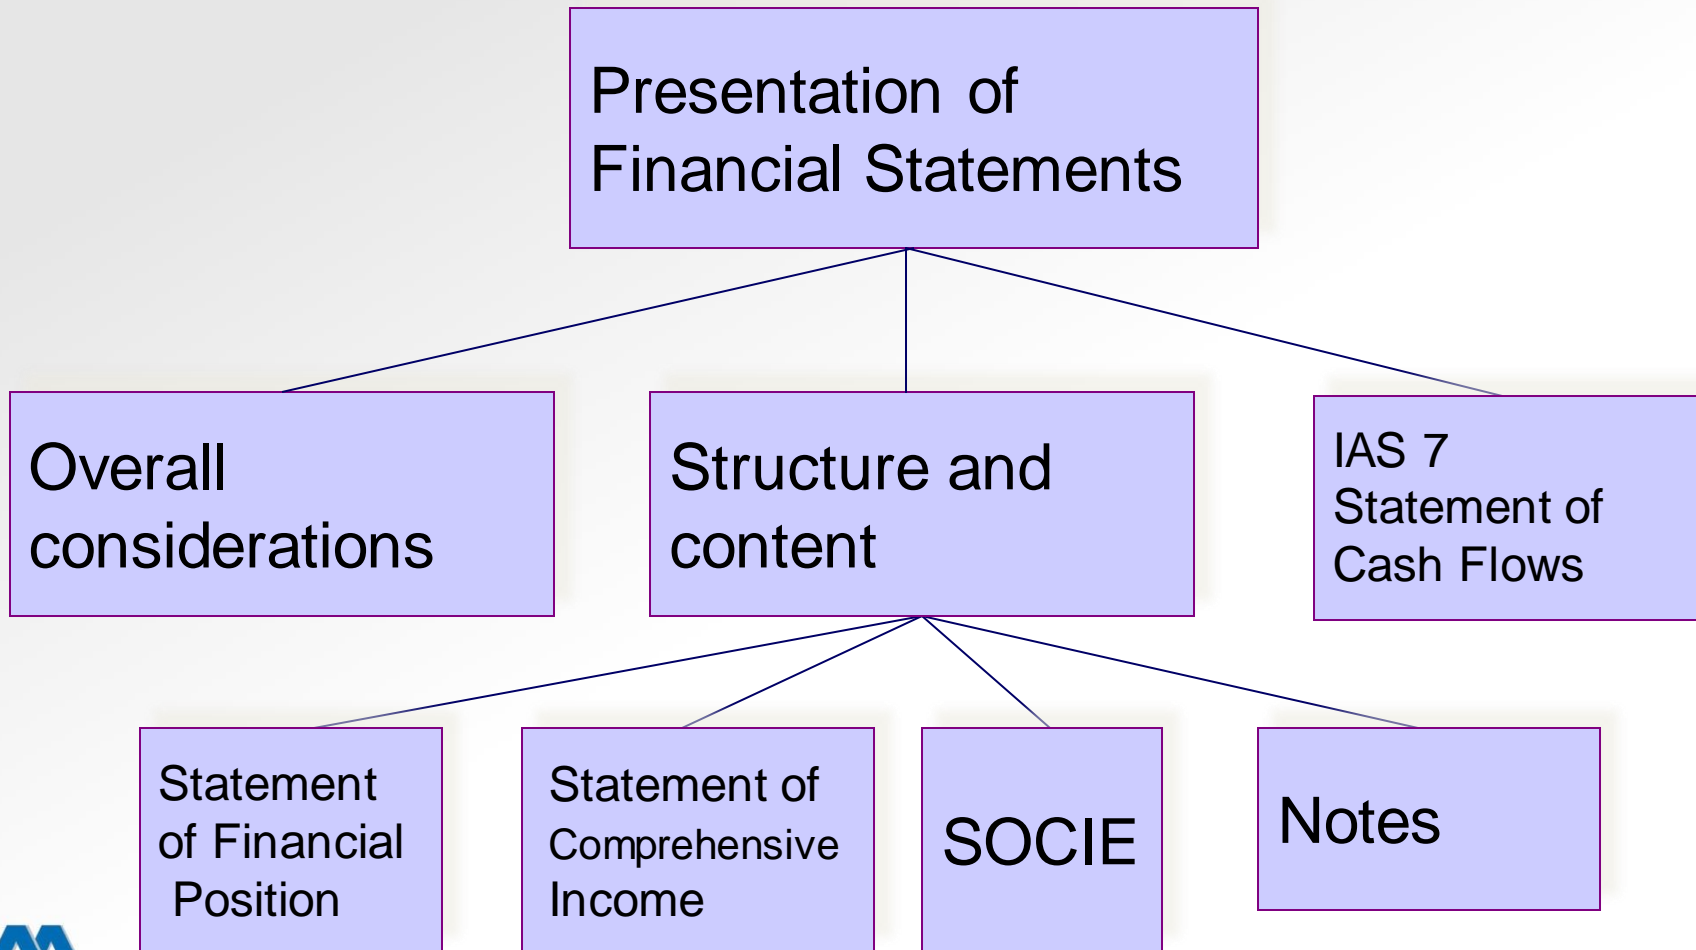 Presentation of
Financial Statements
Overall
considerations
Structure and
content
IAS 7
Statement of
Cash Flows
Statement
of Financial
Position
Statement of
Comprehensive
Income
SOCIE
Notes